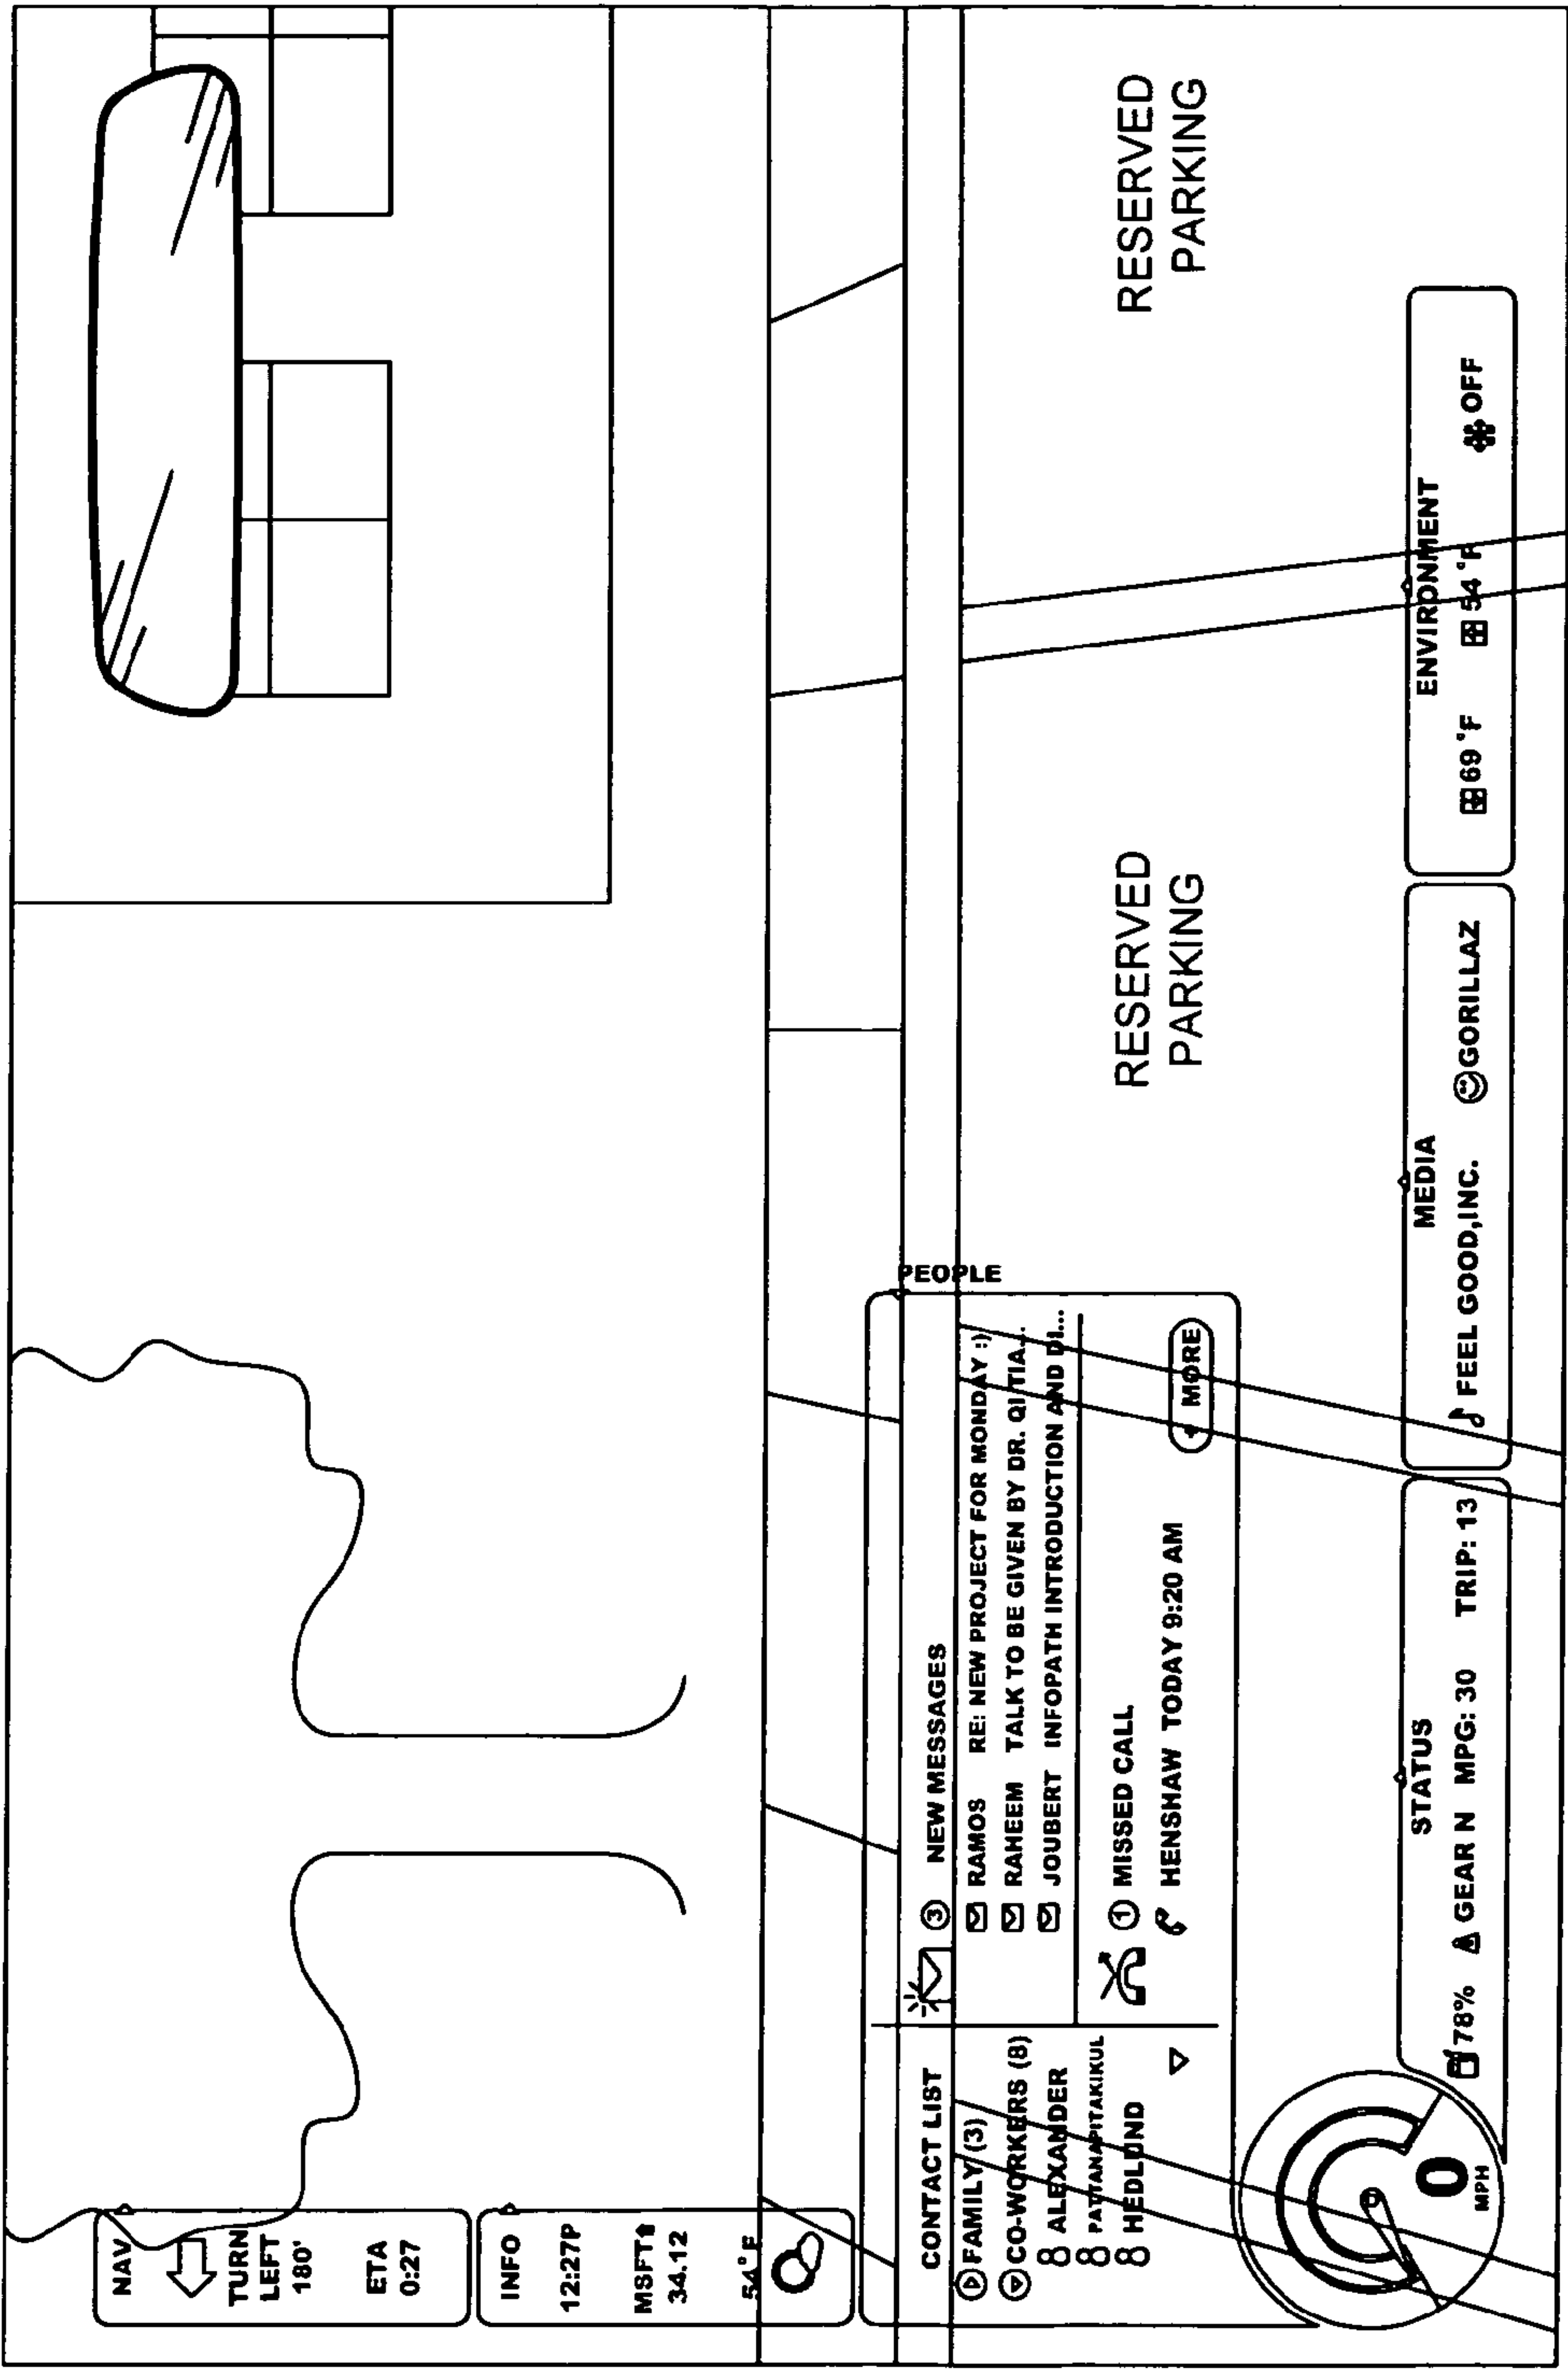 NAV
TURN
LEFT
180'
ETA
0:27
INFO
12:27P
MSFT⬆
34.12
54°F
PEOPLE
CONTACT LIST
FAMILY (3)
CO-WORKERS (8)
ALEXANDER
PATTANAPITAKIKUL
HEDLUND
3 NEW MESSAGES
RAMOS RE: NEW PROJECT FOR MONDAY :)
RAHEEM TALK TO BE GIVEN BY DR. QI TIA...
JOUBERT INFOPATH INTRODUCTION AND DI...
1 MISSED CALL
HENSHAW TODAY 9:20 AM
+ MORE
RESERVED
PARKING
RESERVED
PARKING
0
MPH
STATUS
78% GEAR N MPG: 30 TRIP: 13
MEDIA
FEEL GOOD,INC. GORILLAZ
ENVIRONMENT
69°F 54°F OFF